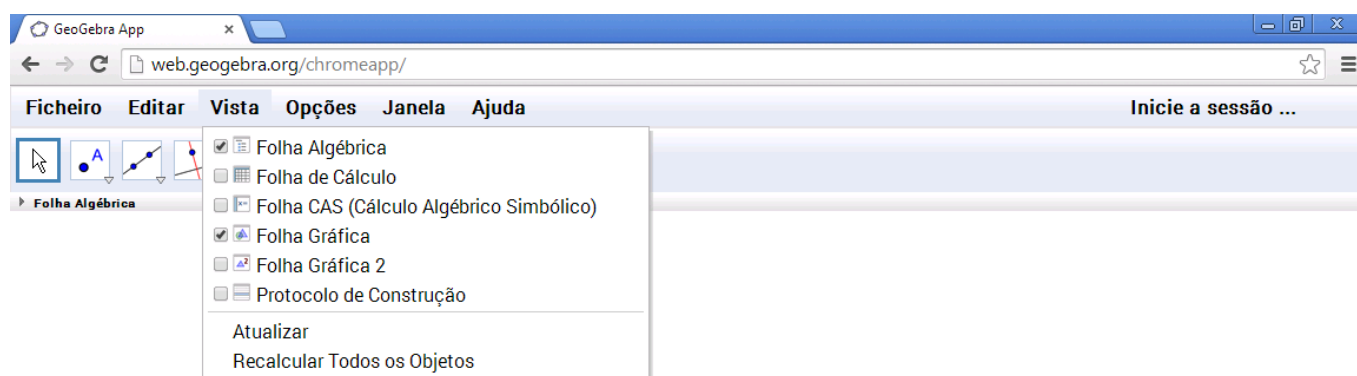 GeoGebra App
web.geogebra.org/chromeapp/
Ficheiro Editar Vista Opções Janela Ajuda Inicie a sessão ...
A
Folha Algébrica
Folha Algébrica
Folha de Cálculo
Folha CAS (Cálculo Algébrico Simbólico)
Folha Gráfica
Folha Gráfica 2
Protocolo de Construção
Atualizar
Recalcular Todos os Objetos